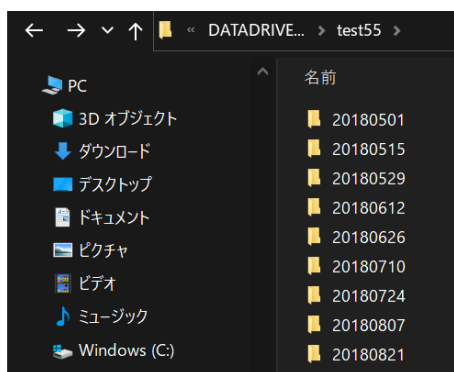 « DATADRIVE... > test55 >
PC
3D オブジェクト
ダウンロード
デスクトップ
ドキュメント
ピクチャ
ビデオ
ミュージック
Windows (C:)
名前
20180501
20180515
20180529
20180612
20180626
20180710
20180724
20180807
20180821